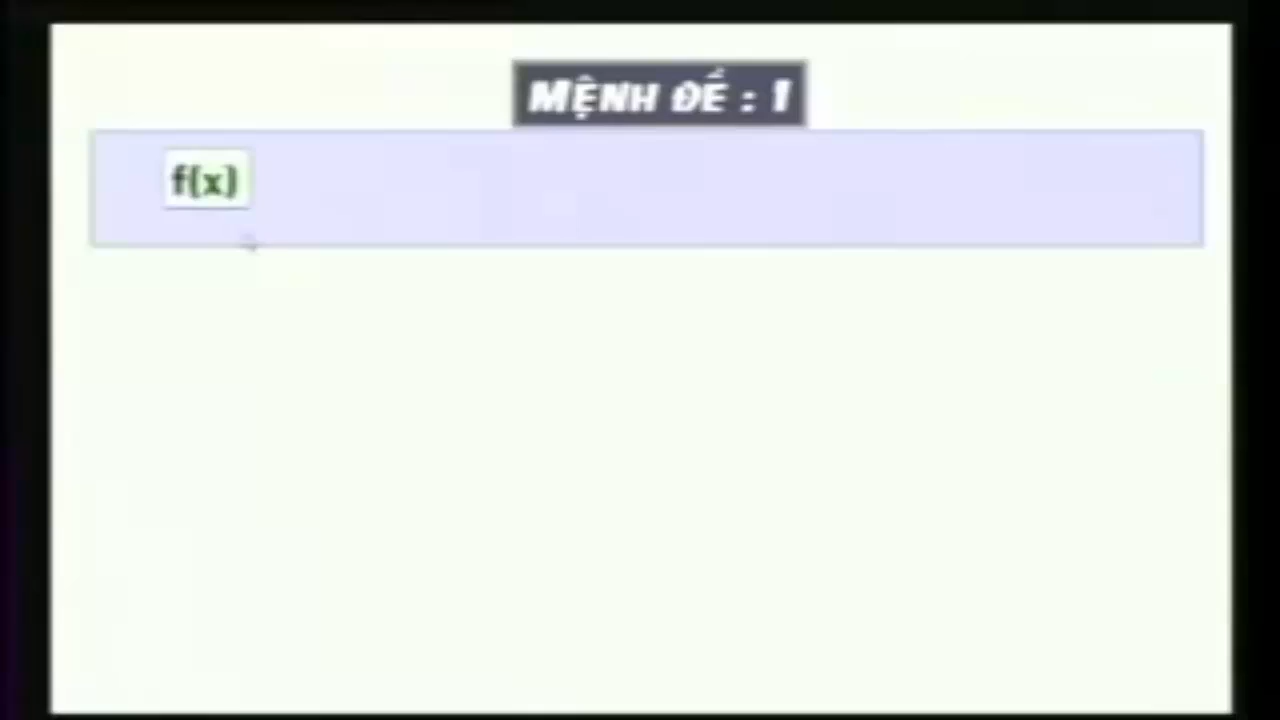 MỆNH ĐỀ : 1
f(x)